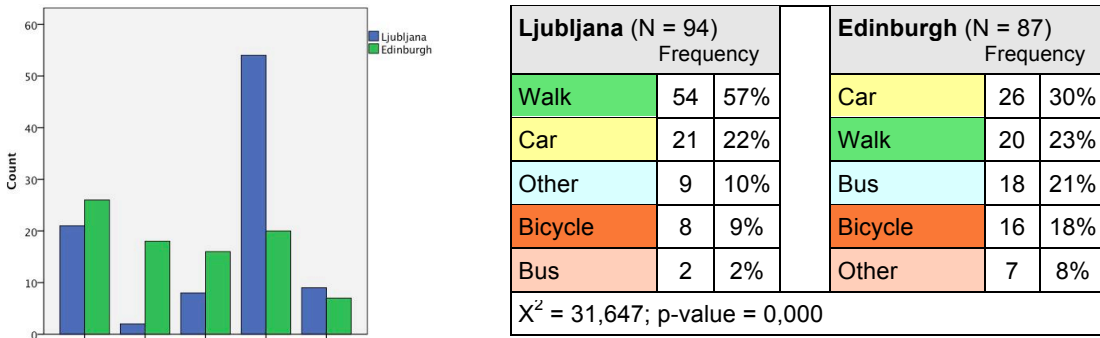 60
50
40
30
20
10
0
Count
Ljubljana
Edinburgh
Ljubljana (N = 94)
Frequency
Walk 54 57%
Car 21 22%
Other 9 10%
Bicycle 8 9%
Bus 2 2%
Edinburgh (N = 87)
Frequency
Car 26 30%
Walk 20 23%
Bus 18 21%
Bicycle 16 18%
Other 7 8%
X² = 31,647; p-value = 0,000